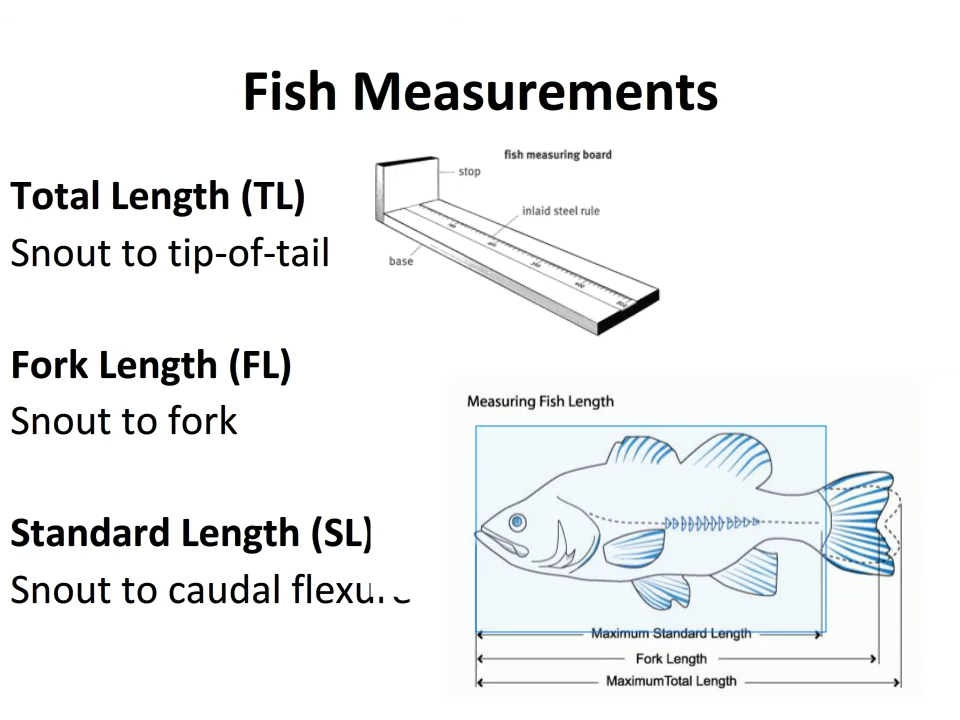 Fish Measurements
Total Length (TL)
Snout to tip-of-tail
Fork Length (FL)
Snout to fork
Standard Length (SL)
Snout to caudal
fish measuring board
stop
inlaid steel rule
base
Measuring Fish Length
Maximum Standard Length
Fork Length
MaximumTotal Length